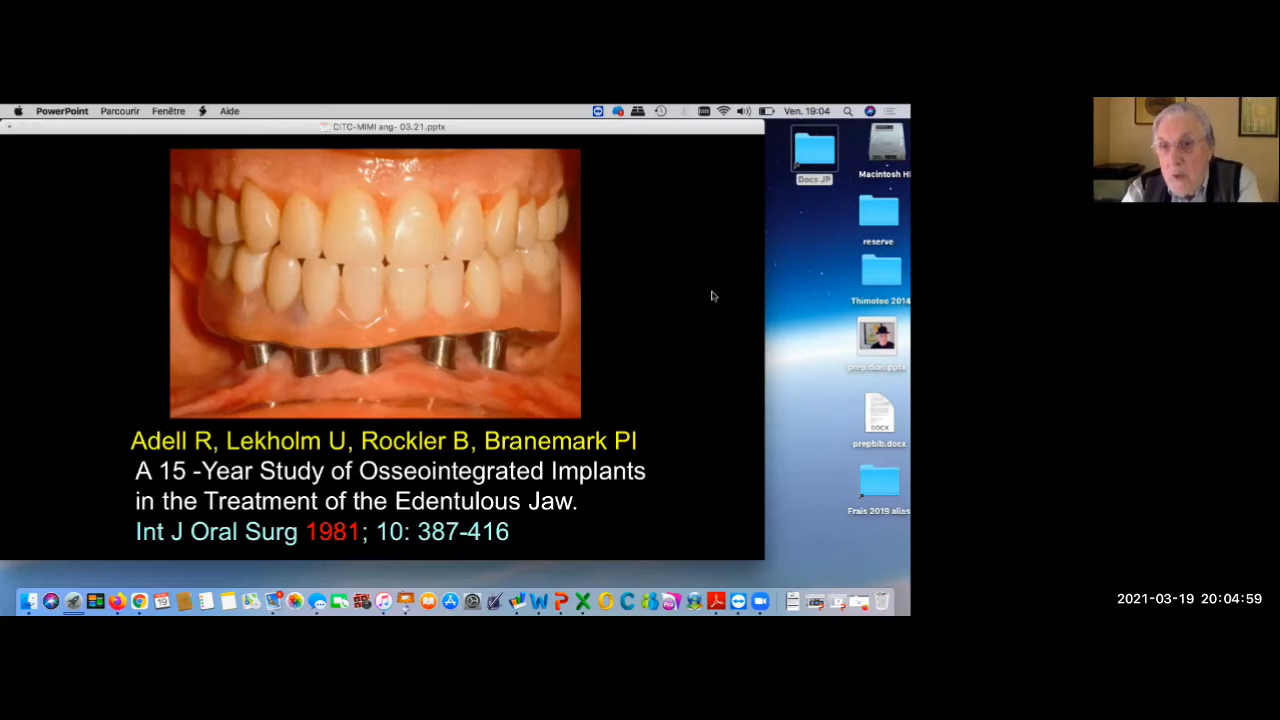 PowerPoint Parcourir Fenêtre Aide Ven. 19:04
CITC-MIMI ang- 03.21.pptx
Docs JP
Macintosh H
reserve
Thimotee 2014
DOCX
prepbib.docx
Frais 2019 alias
Adell R, Lekholm U, Rockler B, Branemark PI
A 15 -Year Study of Osseointegrated Implants
in the Treatment of the Edentulous Jaw.
Int J Oral Surg 1981; 10: 387-416
19
2021-03-19 20:04:59